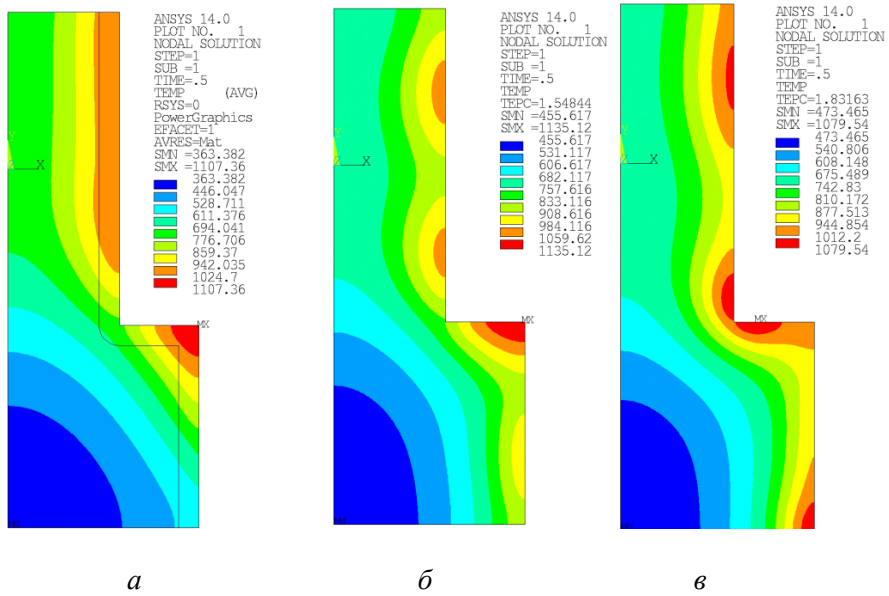 ANSYS 14.0
PLOT NO. 1
NODAL SOLUTION
STEP=1
SUB =1
TIME=.5
TEMP (AVG)
RSYS=0
PowerGraphics
EFACET=1
AVRES=Mat
SMN =363.382
SMX =1107.36
363.382
446.047
528.711
611.376
694.041
776.706
859.37
942.035
1024.7
1107.36
Y
Z X
MX
MN
а
ANSYS 14.0
PLOT NO. 1
NODAL SOLUTION
STEP=1
SUB =1
TIME=.5
TEMP
TEPC=1.54844
SMN =455.617
SMX =1135.12
455.617
531.117
606.617
682.117
757.616
833.116
908.616
984.116
1059.62
1135.12
Y
Z X
MX
MN
б
ANSYS 14.0
PLOT NO. 1
NODAL SOLUTION
STEP=1
SUB =1
TIME=.5
TEMP
TEPC=1.83163
SMN =473.465
SMX =1079.54
473.465
540.806
608.148
675.489
742.83
810.172
877.513
944.854
1012.2
1079.54
Y
Z X
MX
MN
в